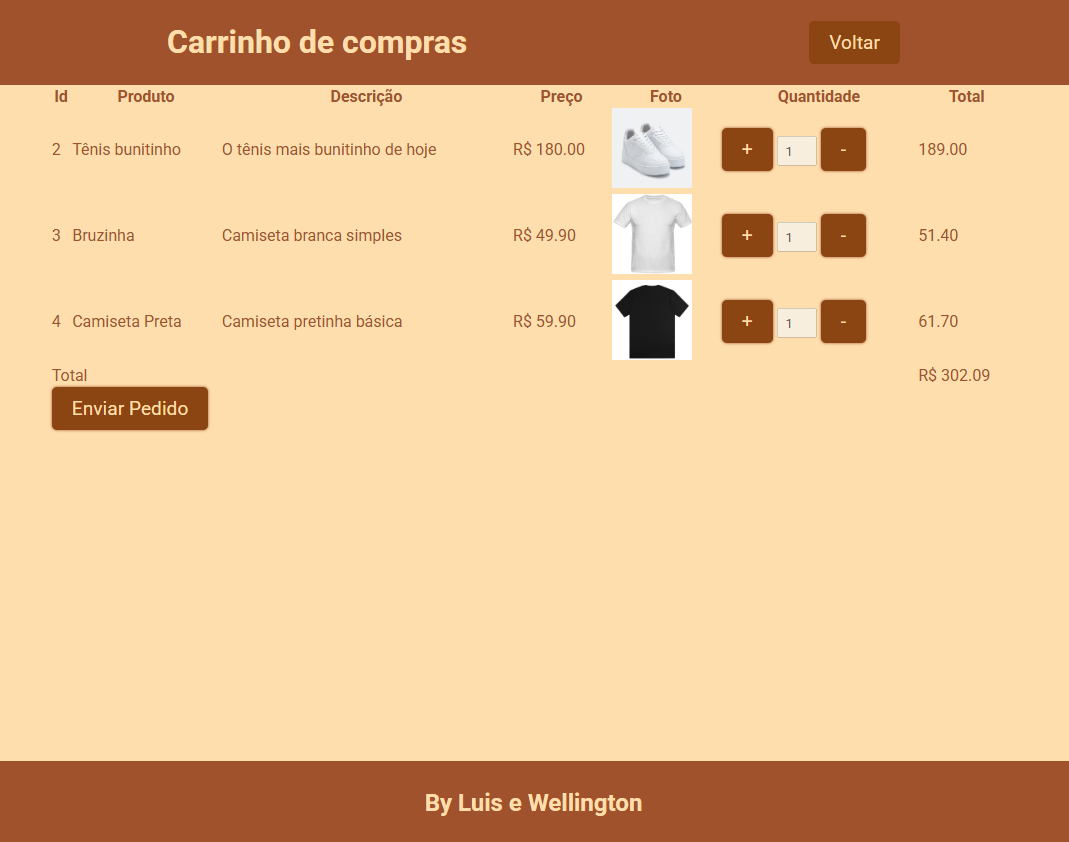 Carrinho de compras Voltar
Id Produto Descrição Preço Foto Quantidade Total
2 Tênis bunitinho O tênis mais bunitinho de hoje R$ 180.00 + 1 - 189.00
3 Bruzinha Camiseta branca simples R$ 49.90 + 1 - 51.40
4 Camiseta Preta Camiseta pretinha básica R$ 59.90 + 1 - 61.70
Total R$ 302.09
Enviar Pedido
By Luis e Wellington